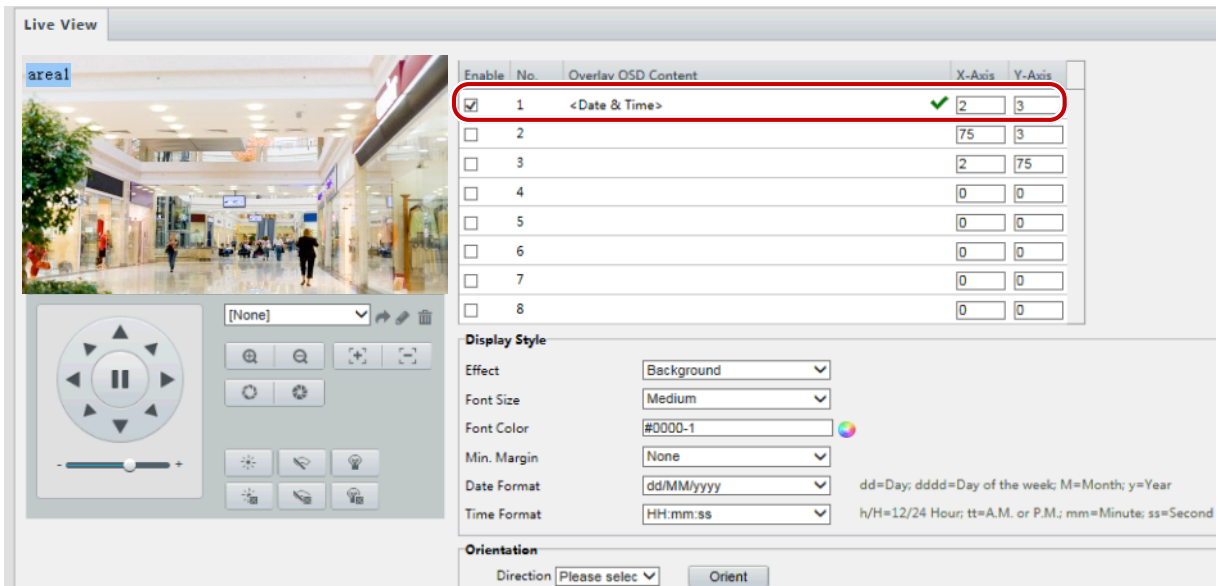 Live View
area1
Enable No. Overlay OSD Content X-Axis Y-Axis
1 <Date & Time> 2 3
2 75 3
3 2 75
4 0 0
5 0 0
6 0 0
7 0 0
8 0 0
[None]
- +
Display Style
Effect Background
Font Size Medium
Font Color #0000-1
Min. Margin None
Date Format dd/MM/yyyy dd=Day; dddd=Day of the week; M=Month; y=Year
Time Format HH:mm:ss h/H=12/24 Hour; tt=A.M. or P.M.; mm=Minute; ss=Second
Orientation
Direction Please selec Orient